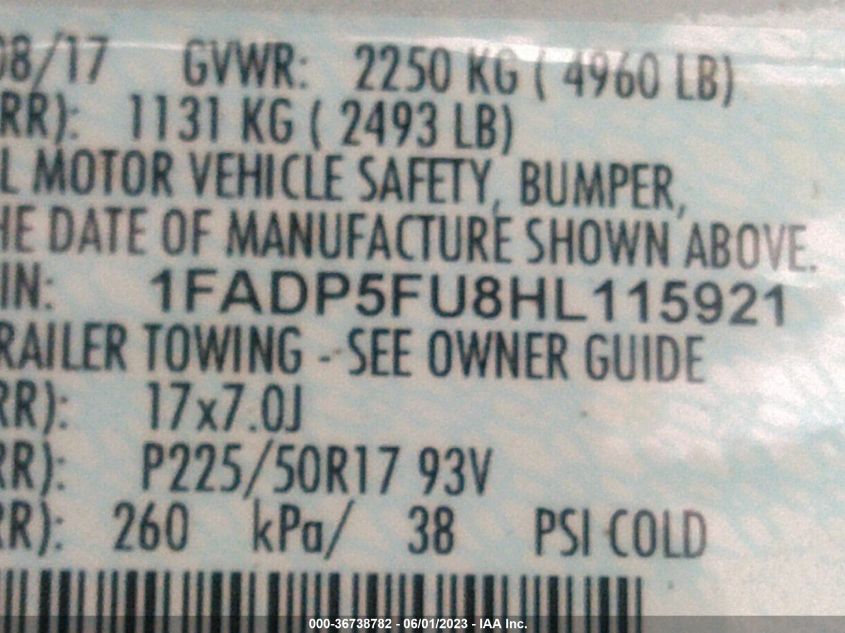 08/17 GVWR: 2250 KG ( 4960 LB)
RR): 1131 KG ( 2493 LB)
L MOTOR VEHICLE SAFETY, BUMPER,
HE DATE OF MANUFACTURE SHOWN ABOVE.
IN: 1FADP5FU8HL115921
RAILER TOWING - SEE OWNER GUIDE
RR): 17x7.0J
RR): P225/50R17 93V
RR): 260 kPa/ 38 PSI COLD
000-36738782 - 06/01/2023 - IAA Inc.